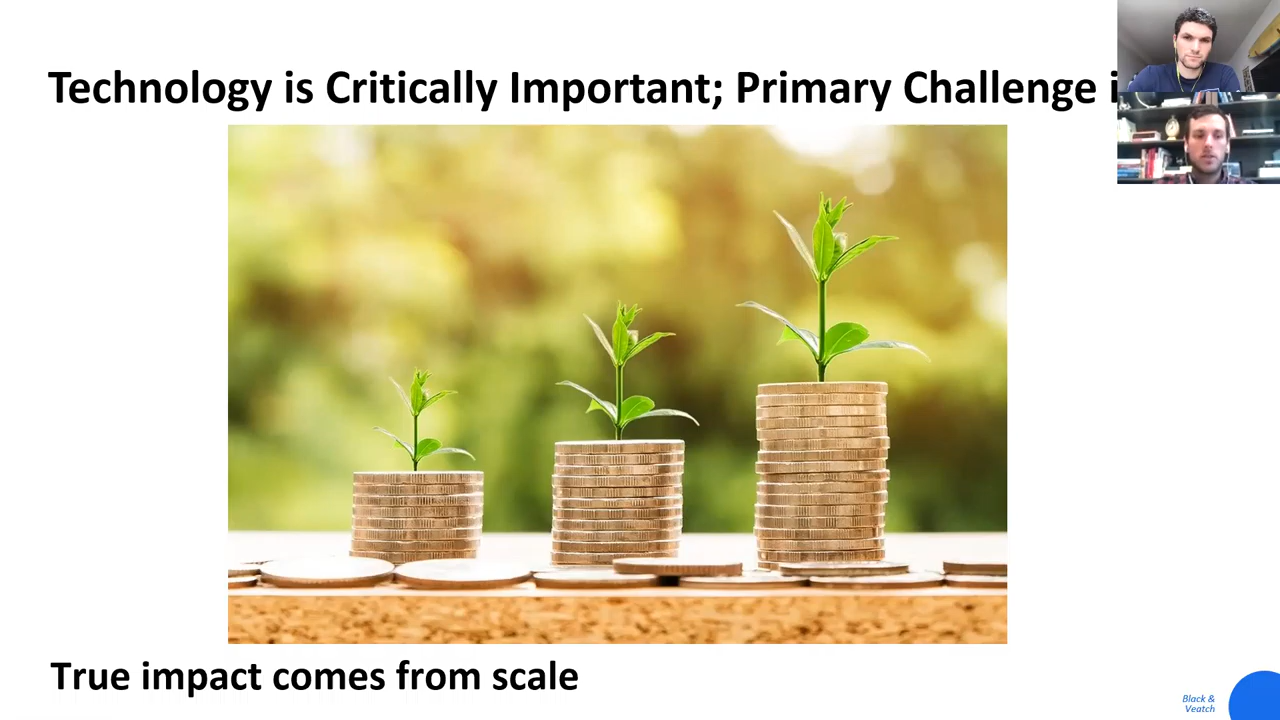 Technology is Critically Important; Primary Challenge
True impact comes from scale
Black &
Veatch